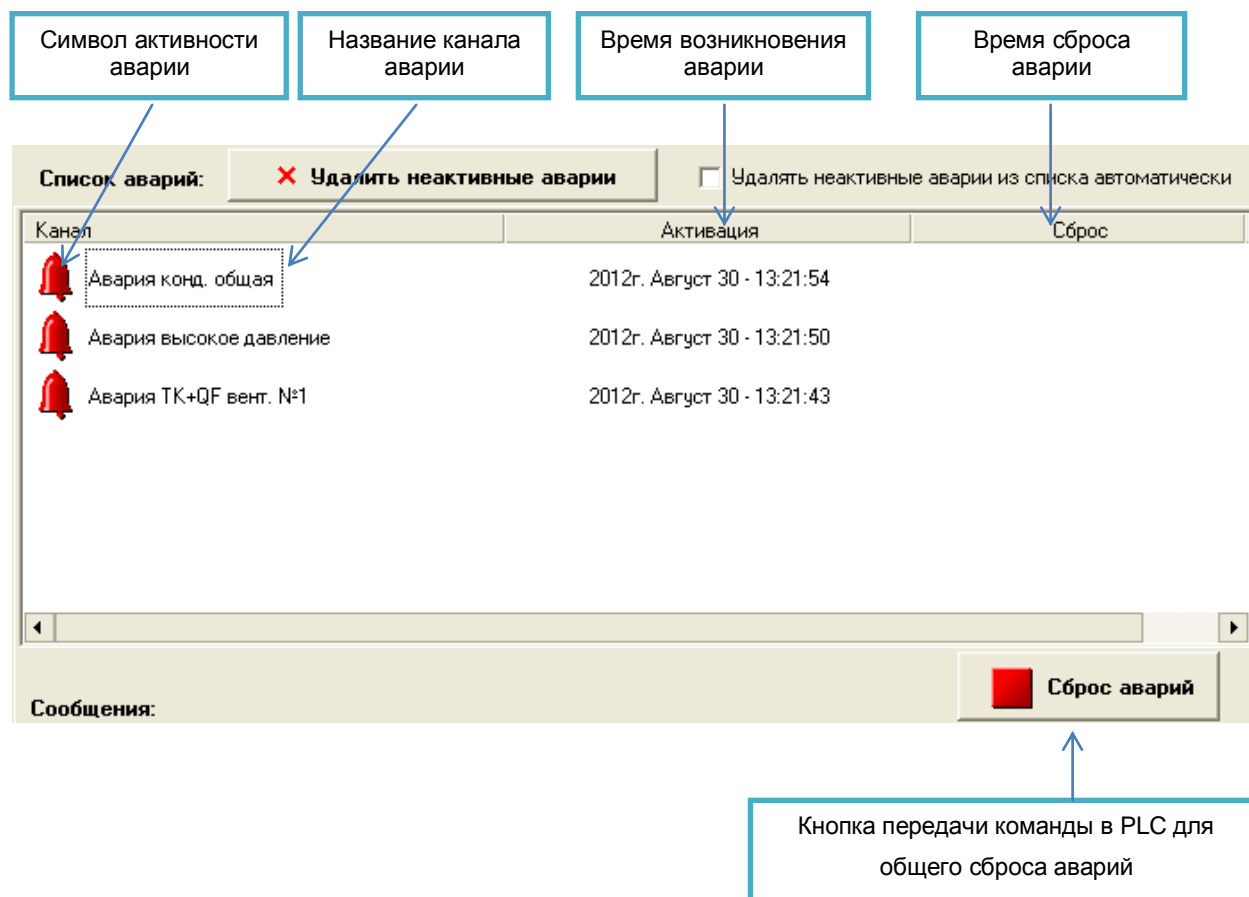 Символ активности
аварии
Название канала
аварии
Время возникновения
аварии
Время сброса
аварии
Список аварий:
Удалить неактивные аварии
Удалять неактивные аварии из списка автоматически
Канал
Активация
Сброс
Авария конд. общая
2012г. Август 30 - 13:21:54
Авария высокое давление
2012г. Август 30 - 13:21:50
Авария ТК+QF вент. №1
2012г. Август 30 - 13:21:43
Сброс аварий
Сообщения:
Кнопка передачи команды в PLC для
общего сброса аварий